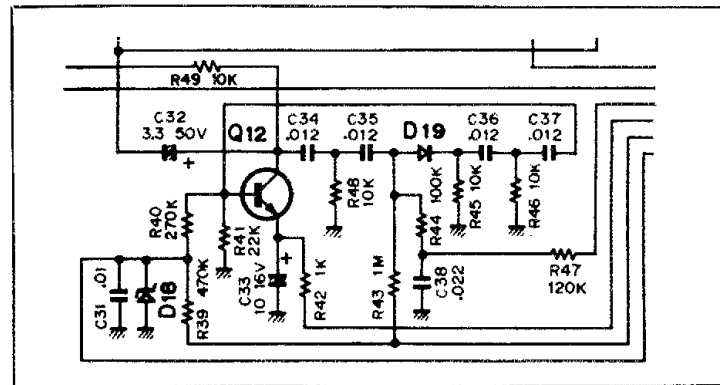 R49 10K
C32
3.3 50V
Q12
C34
.012
C35
.012
D19
C36
.012
C37
.012
R48
10K
100K
R44
R45 10K
R46 10K
R40
270K
R41
22K
C33
10 16V
1K
R42
1M
R43
C38
.022
R47
120K
.01
C31
D18
470K
R39